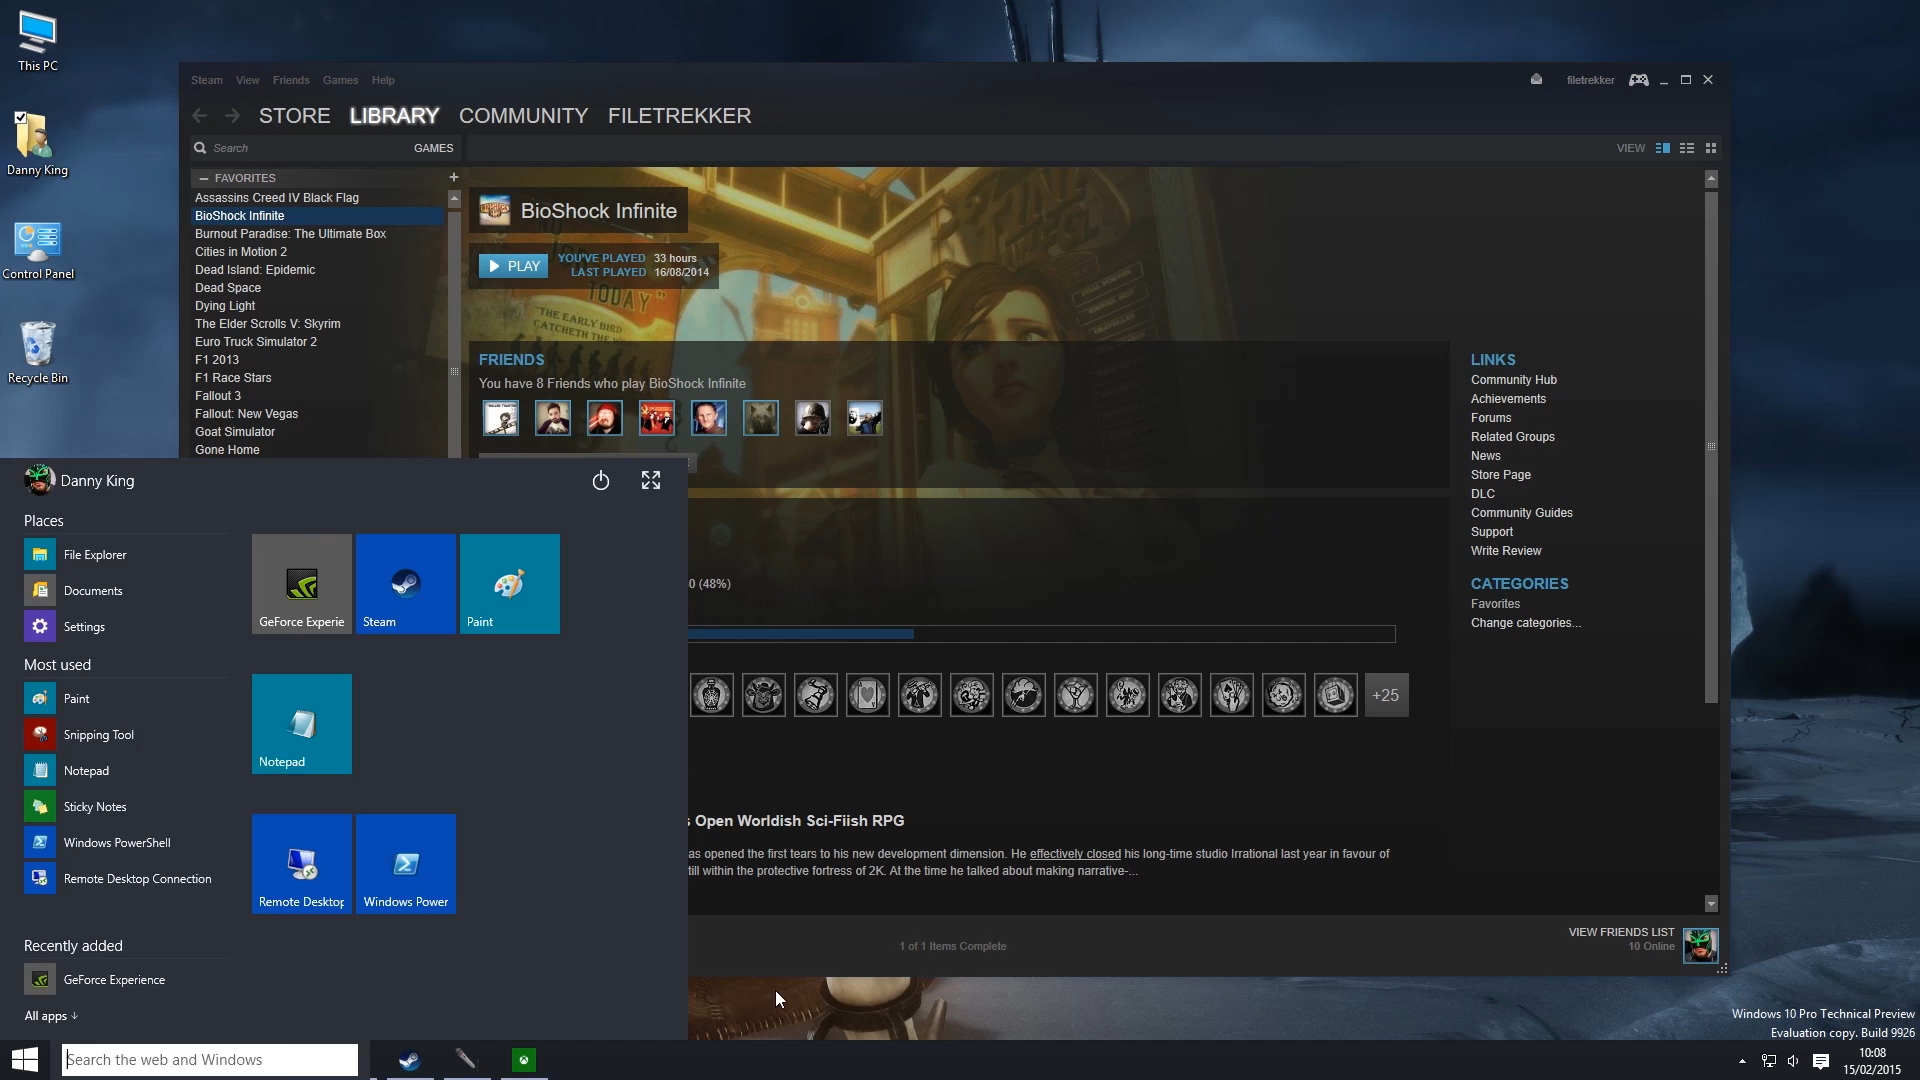 This PC
Danny King
Control Panel
Recycle Bin
Steam View Friends Games Help
filetrekker
STORE LIBRARY COMMUNITY FILETREKKER
Search
GAMES
VIEW
FAVORITES
Assassins Creed IV Black Flag
BioShock Infinite
Burnout Paradise: The Ultimate Box
Cities in Motion 2
Dead Island: Epidemic
Dead Space
Dying Light
The Elder Scrolls V: Skyrim
Euro Truck Simulator 2
F1 2013
F1 Race Stars
Fallout 3
Fallout: New Vegas
Goat Simulator
Gone Home
BioShock Infinite
PLAY
YOU'VE PLAYED 33 hours
LAST PLAYED 16/08/2014
TODAY"
"THE EARLY BIRD
CATCHETH THE
FRIENDS
You have 8 Friends who play BioShock Infinite
LINKS
Community Hub
Achievements
Forums
Related Groups
News
Store Page
DLC
Community Guides
Support
Write Review
CATEGORIES
Favorites
Change categories...
0 (48%)
+25
s Open Worldish Sci-Fiish RPG
as opened the first tears to his new development dimension. He effectively closed his long-time studio Irrational last year in favour of
till within the protective fortress of 2K. At the time he talked about making narrative-...
1 of 1 Items Complete
VIEW FRIENDS LIST
10 Online
Danny King
Places
File Explorer
Documents
Settings
Most used
Paint
Snipping Tool
Notepad
Sticky Notes
Windows PowerShell
Remote Desktop Connection
Recently added
GeForce Experience
All apps ↓
GeForce Experie
Steam
Paint
Notepad
Remote Desktop
Windows Power
Search the web and Windows
Windows 10 Pro Technical Preview
Evaluation copy. Build 9926
10:08
15/02/2015